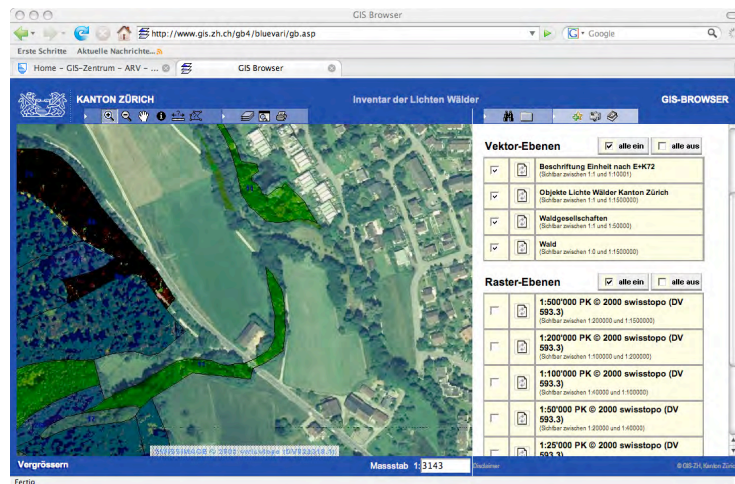 GIS Browser
http://www.gis.zh.ch/gb4/bluevari/gb.asp
Google
Erste Schritte Aktuelle Nachrichte...
Home – GIS-Zentrum – ARV – ...
GIS Browser
KANTON ZÜRICH
Inventar der Lichten Wälder
GIS-BROWSER
Vektor-Ebenen
alle ein
alle aus
Beschriftung Einheit nach E+K72
(Sichtbar zwischen 1:1 und 1:10001)
Objekte Lichte Wälder Kanton Zürich
(Sichtbar zwischen 1:1 und 1:1500000)
Waldgesellschaften
(Sichtbar zwischen 1:1 und 1:50000)
Wald
(Sichtbar zwischen 1:0 und 1:1500000)
Raster-Ebenen
alle ein
alle aus
1:500'000 PK © 2000 swisstopo (DV
593.3)
(Sichtbar zwischen 1:200000 und 1:1500000)
1:200'000 PK © 2000 swisstopo (DV
593.3)
(Sichtbar zwischen 1:100000 und 1:200000)
1:100'000 PK © 2000 swisstopo (DV
593.3)
(Sichtbar zwischen 1:40000 und 1:100000)
1:50'000 PK © 2000 swisstopo (DV
593.3)
(Sichtbar zwischen 1:20000 und 1:40000)
1:25'000 PK © 2000 swisstopo (DV
593.3)
Vergrössern
Massstab 1: 3143
Disclaimer
© GIS-ZH, Kanton Züric
Fertig